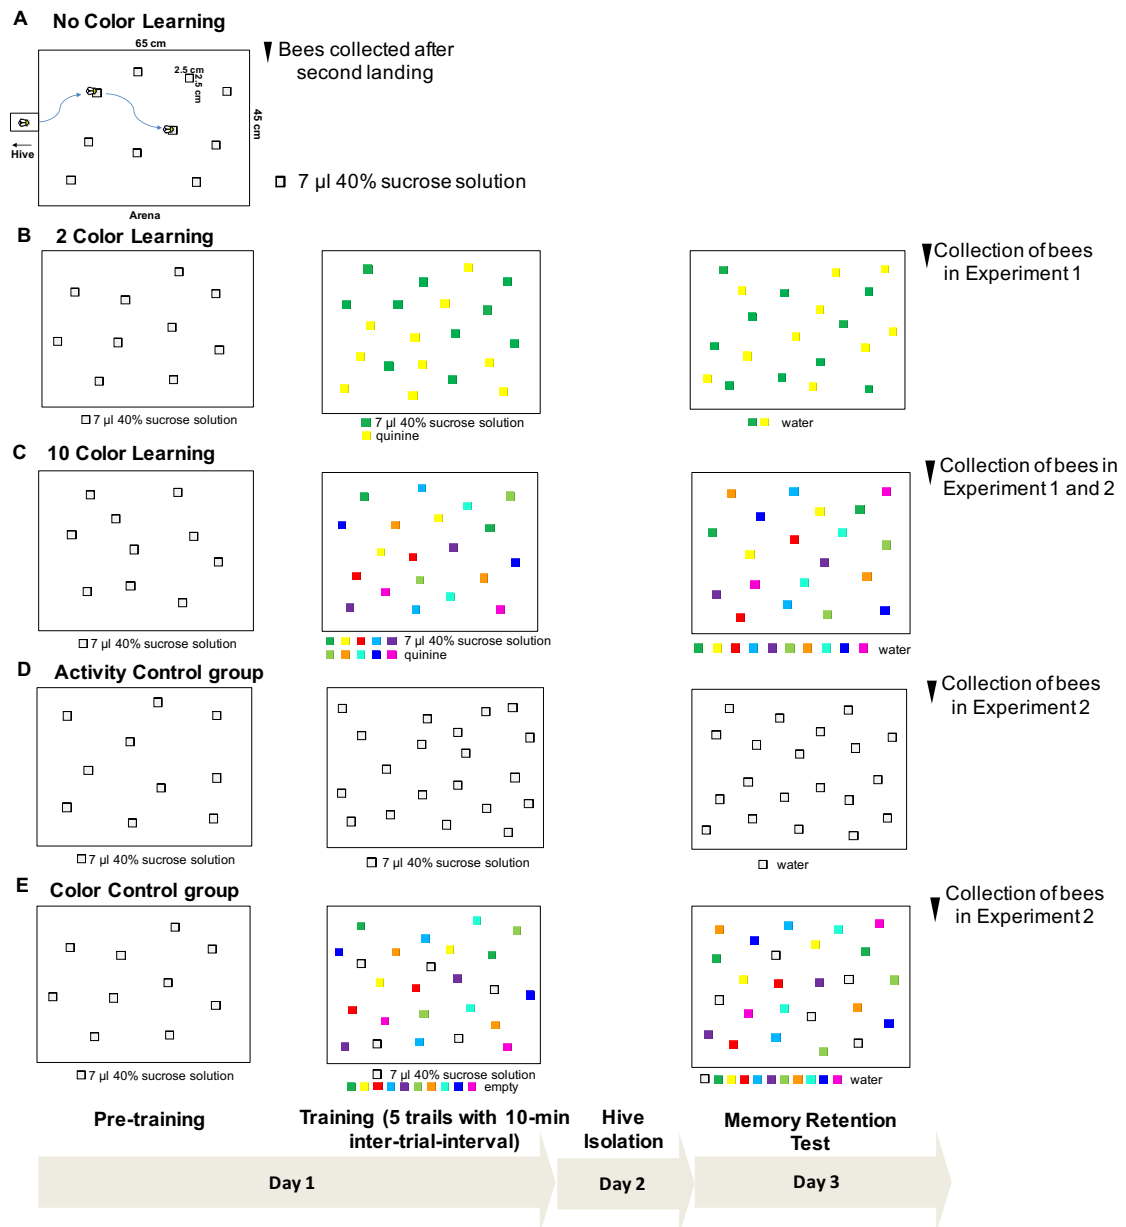 A No Color Learning
65 cm
Bees collected after
second landing
2.5 cm
2.5 cm
45 cm
Hive
7 µl 40% sucrose solution
Arena
B 2 Color Learning
Collection of bees
in Experiment 1
7 µl 40% sucrose solution
7 µl 40% sucrose solution
quinine
water
C 10 Color Learning
Collection of bees in
Experiment 1 and 2
7 µl 40% sucrose solution
7 µl 40% sucrose solution
quinine
water
D Activity Control group
Collection of bees
in Experiment 2
7 µl 40% sucrose solution
7 µl 40% sucrose solution
water
E Color Control group
Collection of bees
in Experiment 2
7 µl 40% sucrose solution
7 µl 40% sucrose solution
empty
water
Pre-training
Training (5 trails with 10-min
inter-trial-interval)
Hive
Isolation
Memory Retention
Test
Day 1
Day 2
Day 3